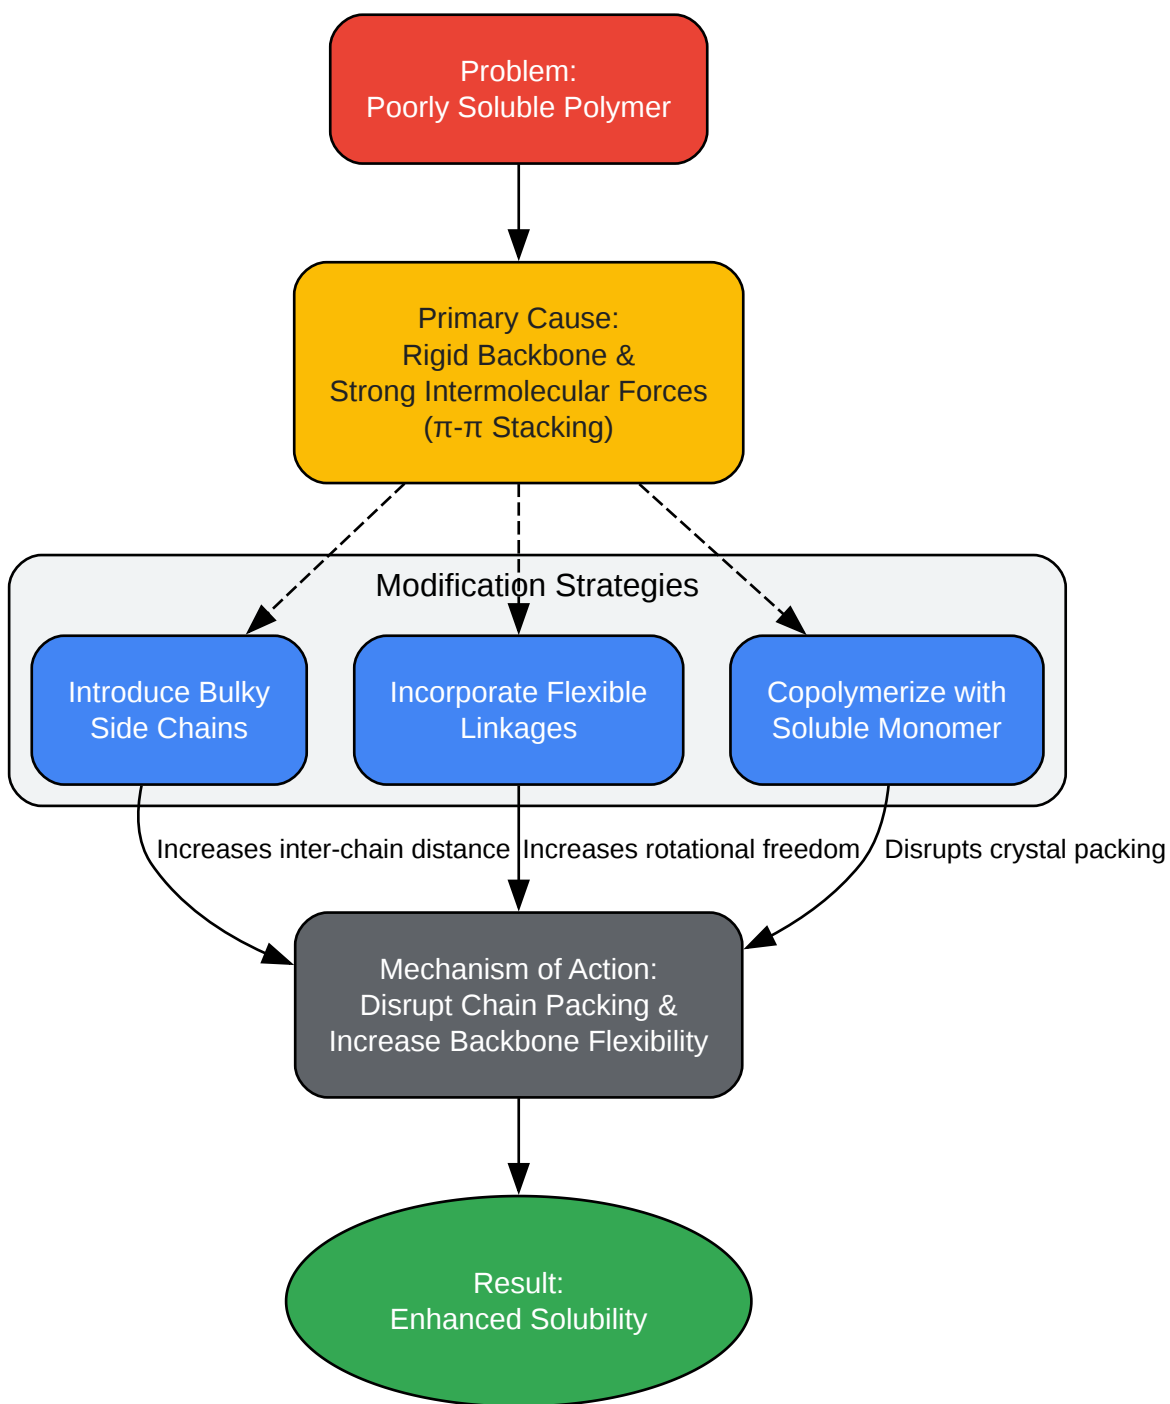 Problem:
Poorly Soluble Polymer
Primary Cause:
Rigid Backbone &
Strong Intermolecular Forces
(π-π Stacking)
Modification Strategies
Introduce Bulky
Side Chains
Incorporate Flexible
Linkages
Copolymerize with
Soluble Monomer
Increases inter-chain distance
Increases rotational freedom
Disrupts crystal packing
Mechanism of Action:
Disrupt Chain Packing &
Increase Backbone Flexibility
Result:
Enhanced Solubility